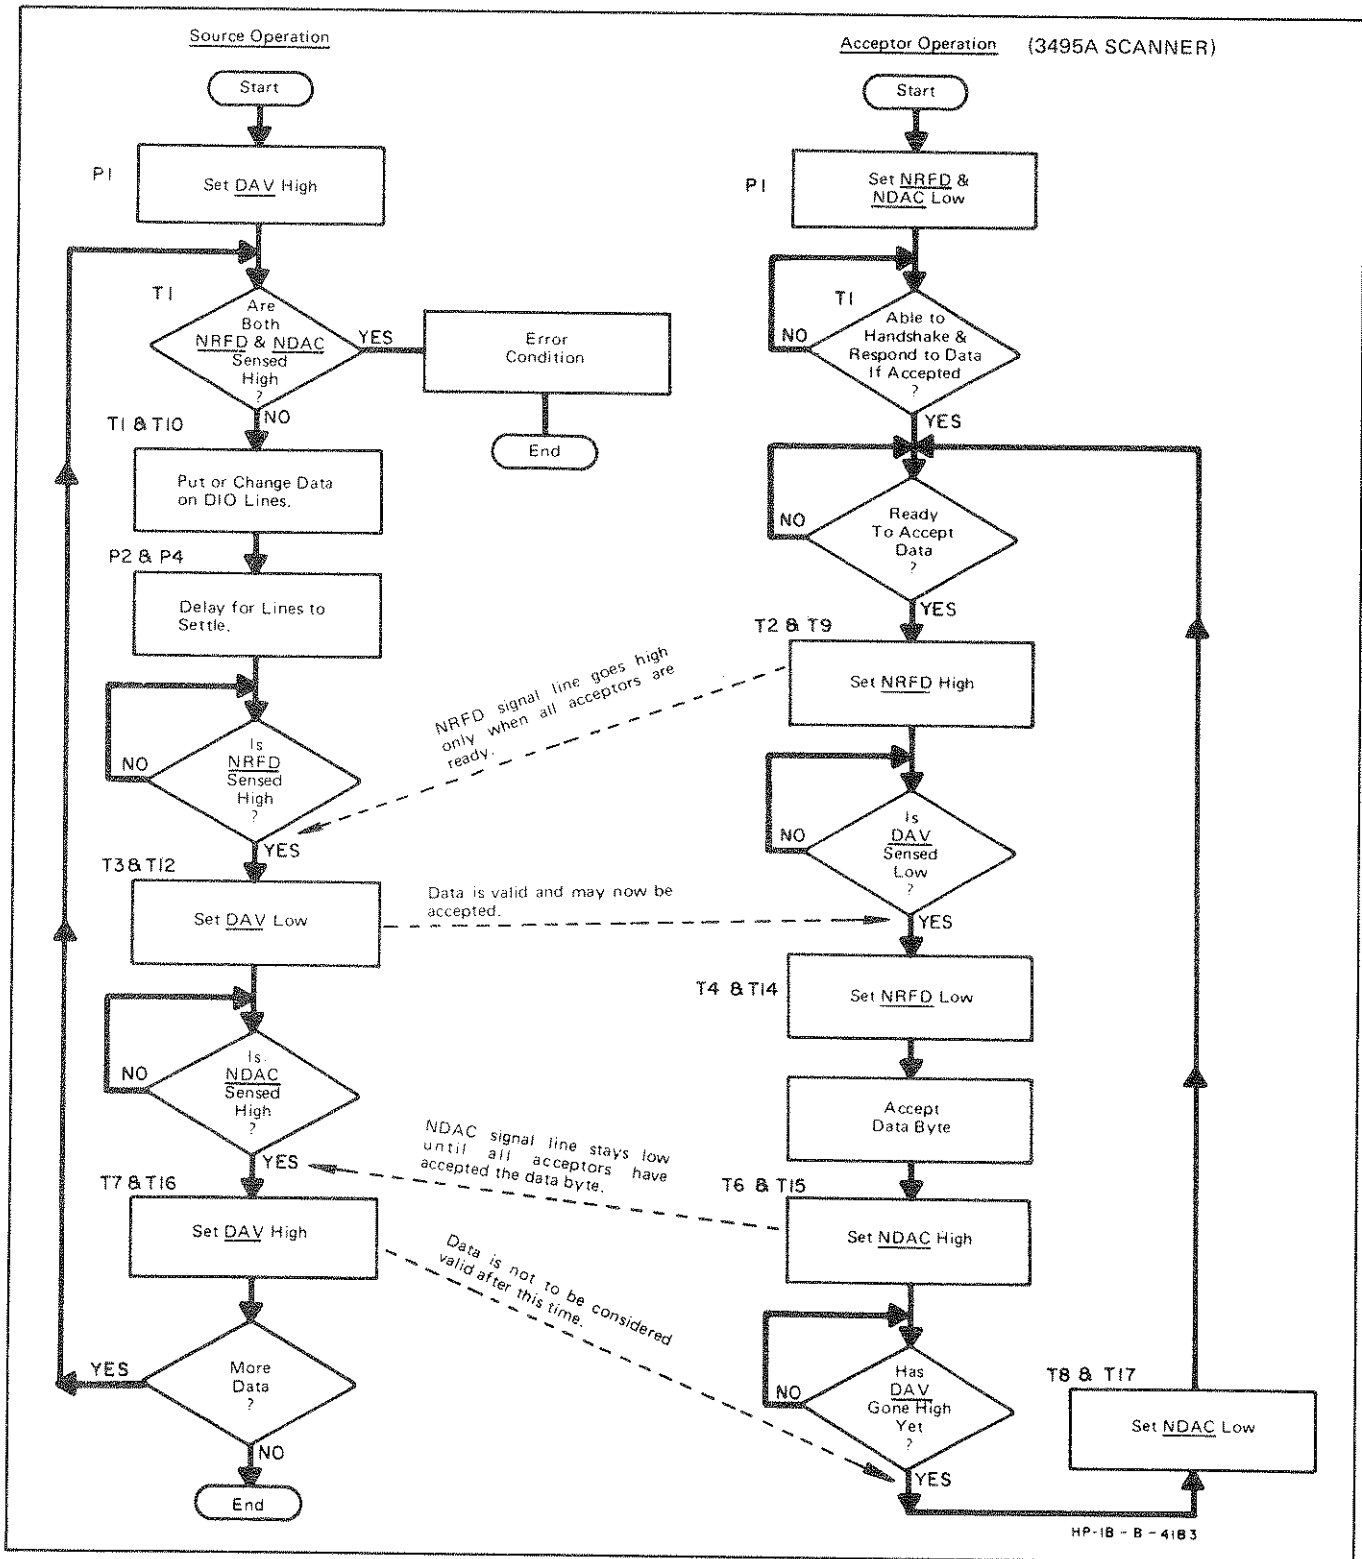 Source Operation
Start
P1
Set DAV High
T1
Are
Both
NRFD & NDAC
Sensed
High
?
YES
NO
Error
Condition
End
T1 & T10
Put or Change Data
on DIO Lines.
P2 & P4
Delay for Lines to
Settle.
Is
NRFD
Sensed
High
?
NO
YES
T3 & T12
Set DAV Low
Is
NDAC
Sensed
High
?
NO
YES
T7 & T16
Set DAV High
More
Data
?
YES
NO
End
NRFD signal line goes high
only when all acceptors are
ready.
Data is valid and may now be
accepted.
NDAC signal line stays low
until all acceptors have
accepted the data byte.
Data is not to be considered
valid after this time.
Acceptor Operation (3495A SCANNER)
Start
P1
Set NRFD &
NDAC Low
T1
Able to
Handshake &
Respond to Data
If Accepted
?
NO
YES
Ready
To Accept
Data
?
NO
YES
T2 & T9
Set NRFD High
Is
DAV
Sensed
Low
?
NO
YES
T4 & T14
Set NRFD Low
Accept
Data Byte
T6 & T15
Set NDAC High
Has
DAV
Gone High
Yet
?
NO
YES
T8 & T17
Set NDAC Low
HP-IB - B - 4183